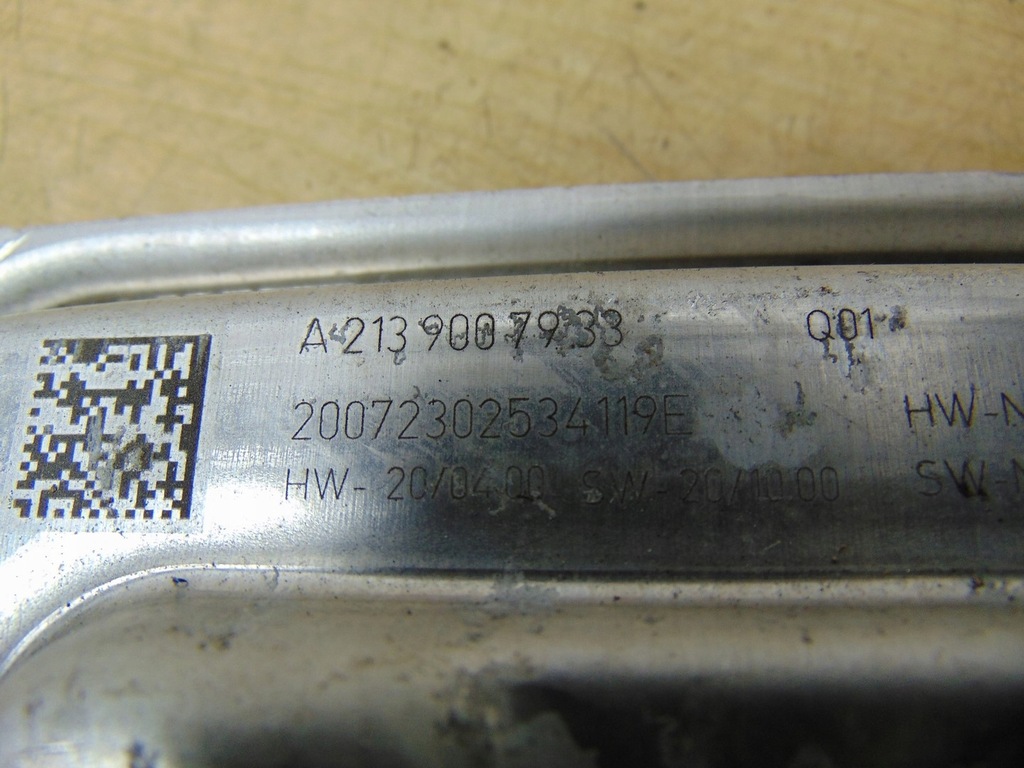 A 213 900 79 33 Q01
20072302534119E HW-N
HW- 20/04.00 SW-20/10.00 SW-N